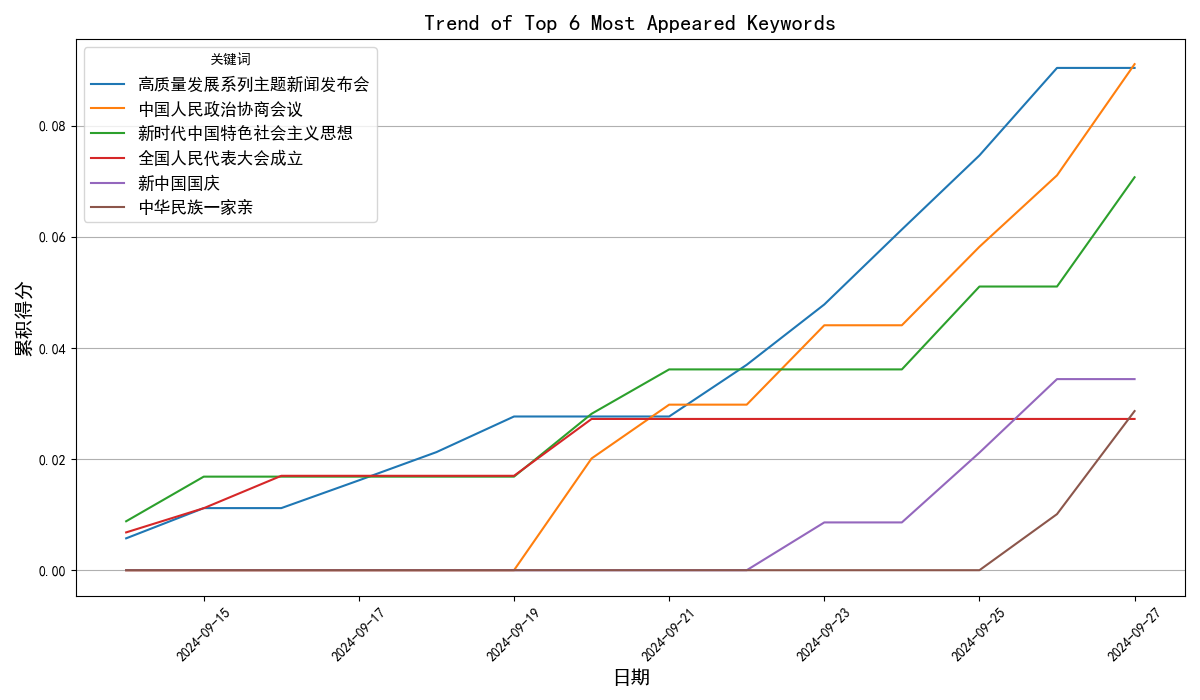 Trend of Top 6 Most Appeared Keywords
关键词
高质量发展系列主题新闻发布会
中国人民政治协商会议
新时代中国特色社会主义思想
全国人民代表大会成立
新中国国庆
中华民族一家亲
累积得分
0.08
0.06
0.04
0.02
0.00
2024-09-15
2024-09-17
2024-09-19
2024-09-21
2024-09-23
2024-09-25
2024-09-27
日期